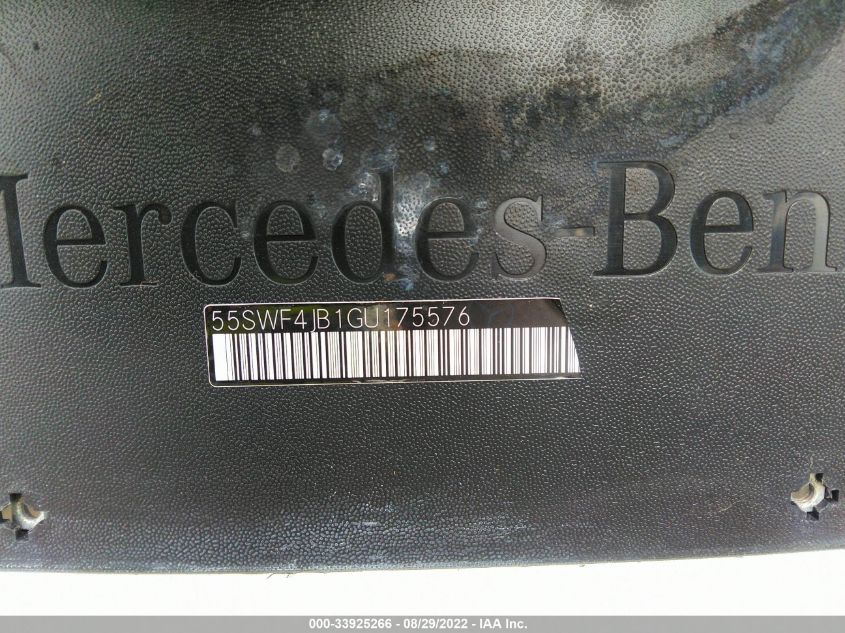 Mercedes-Ben
55SWF4JB1GU175576
000-33925266 - 08/29/2022 - IAA Inc.